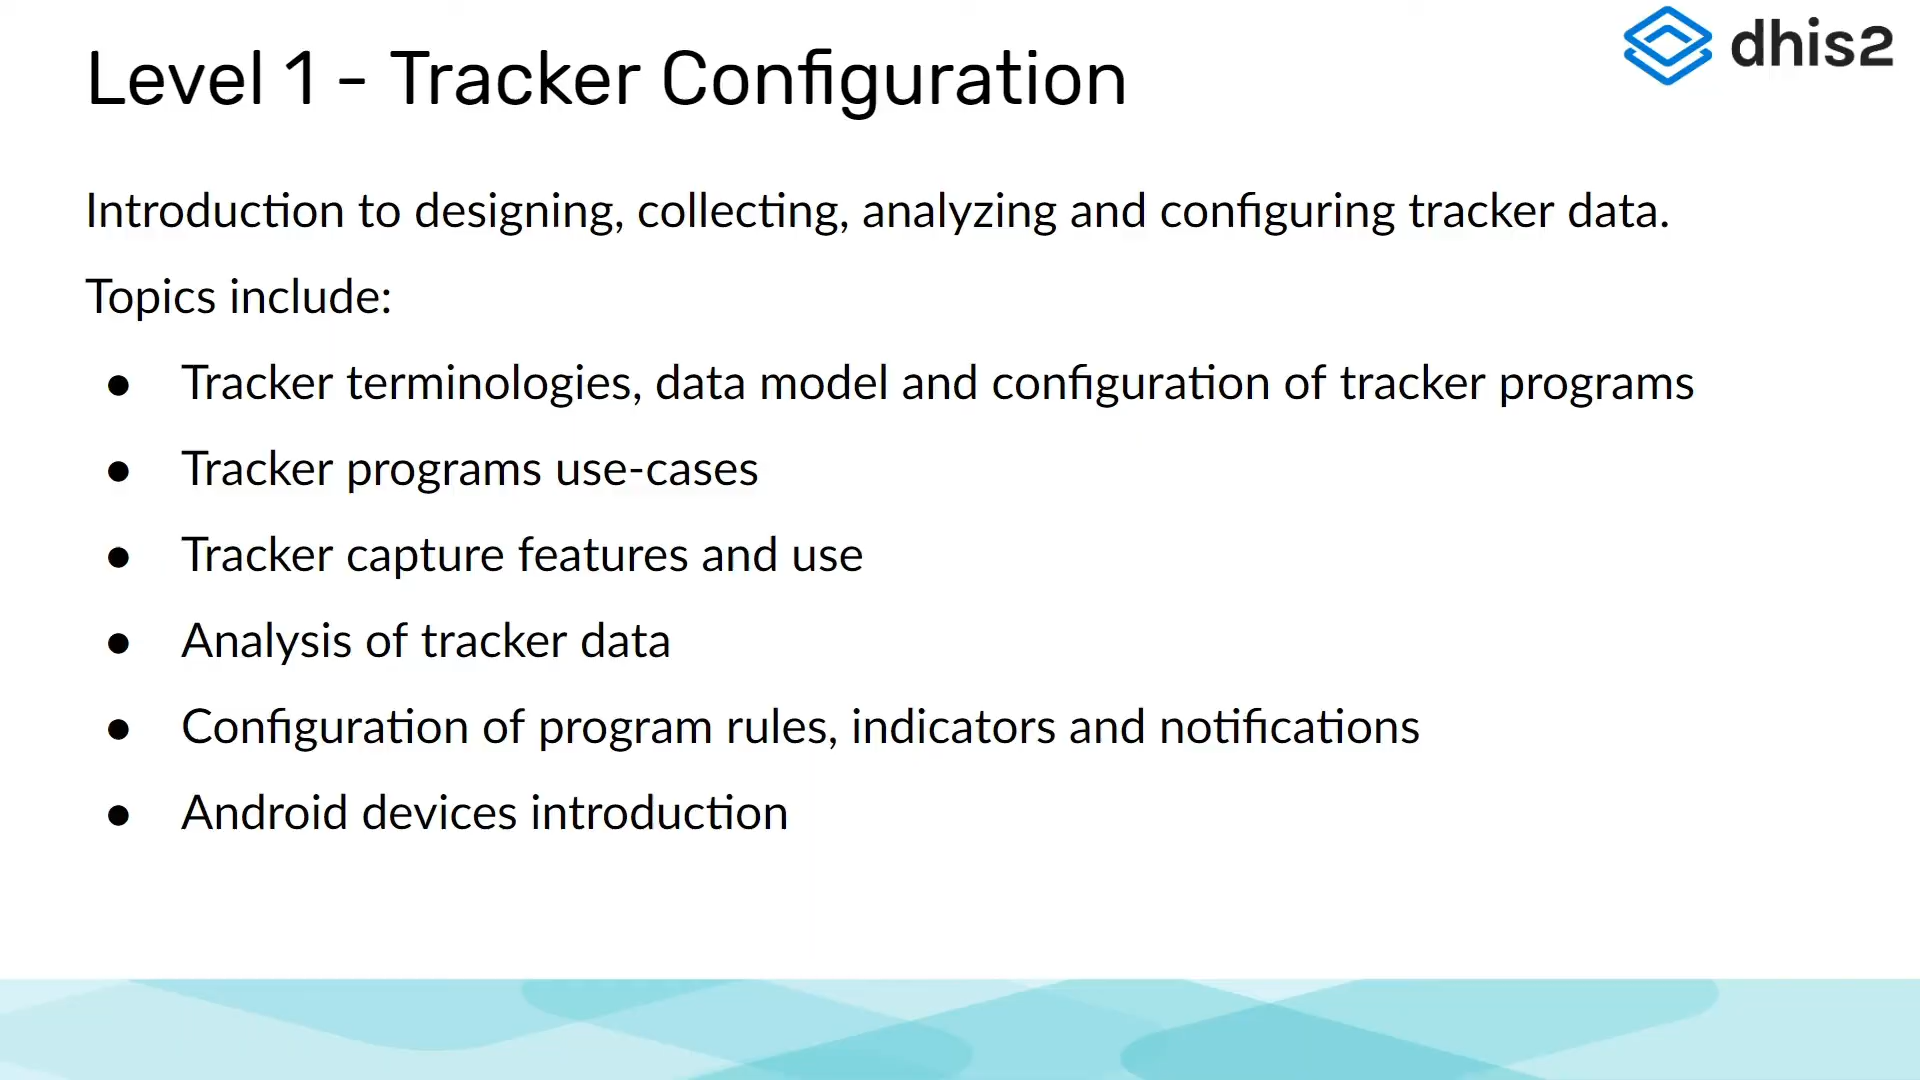 dhis2
Level 1 - Tracker Configuration
Introduction to designing, collecting, analyzing and configuring tracker data.
Topics include:
● Tracker terminologies, data model and configuration of tracker programs
● Tracker programs use-cases
● Tracker capture features and use
● Analysis of tracker data
● Configuration of program rules, indicators and notifications
● Android devices introduction